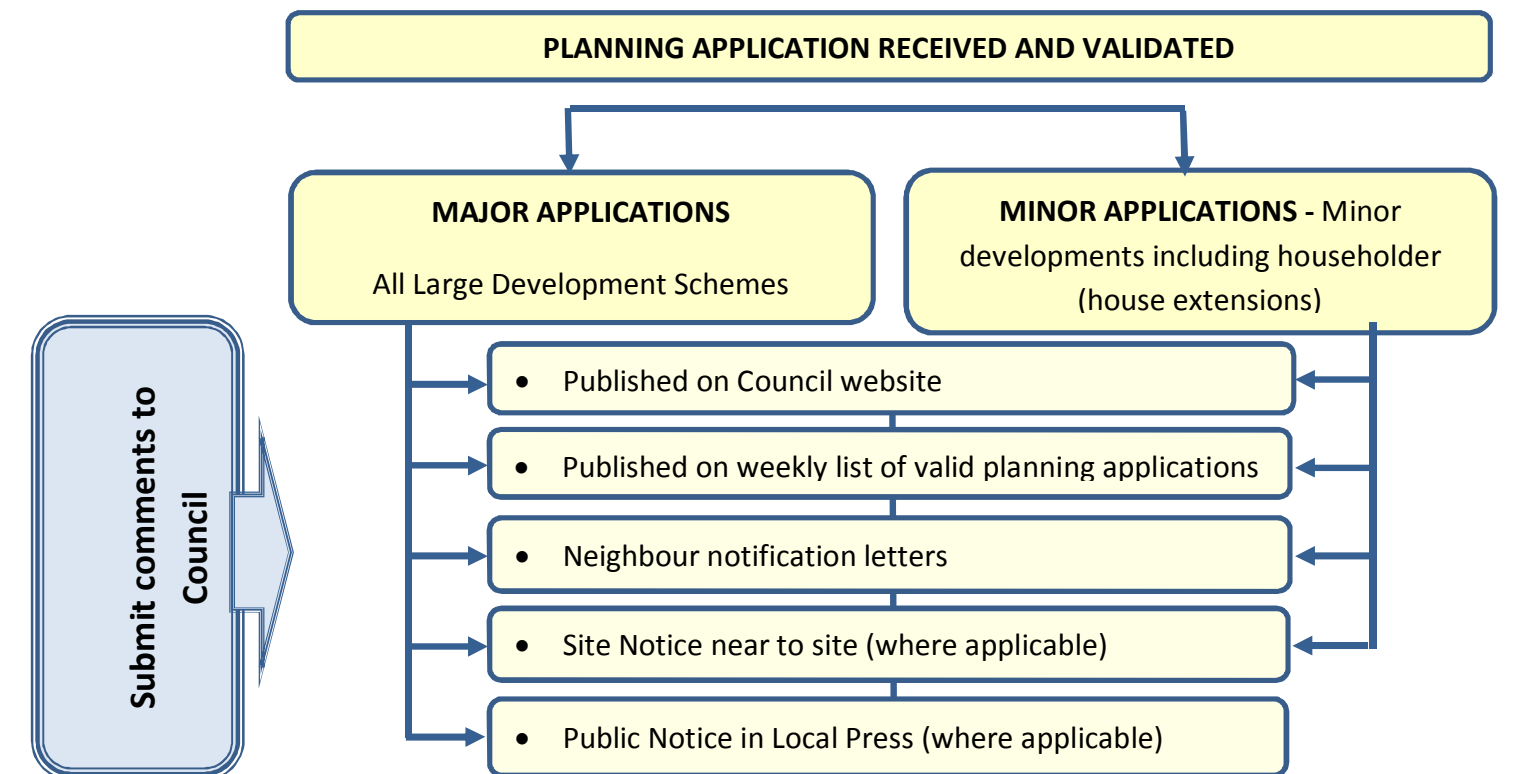 PLANNING APPLICATION RECEIVED AND VALIDATED
MAJOR APPLICATIONS
All Large Development Schemes
MINOR APPLICATIONS - Minor
developments including householder
(house extensions)
Submit comments to
Council
• Published on Council website
• Published on weekly list of valid planning applications
• Neighbour notification letters
• Site Notice near to site (where applicable)
• Public Notice in Local Press (where applicable)